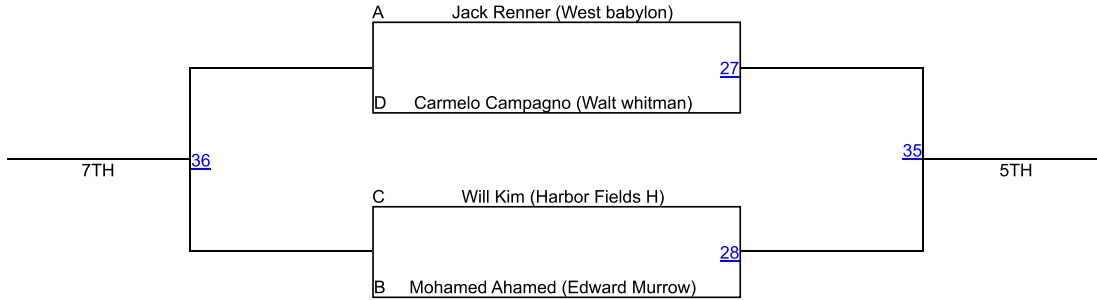 A Jack Renner (West babylon)
27
D Carmelo Campagno (Walt whitman)
36
35
7TH
5TH
C Will Kim (Harbor Fields H)
28
B Mohamed Ahamed (Edward Murrow)